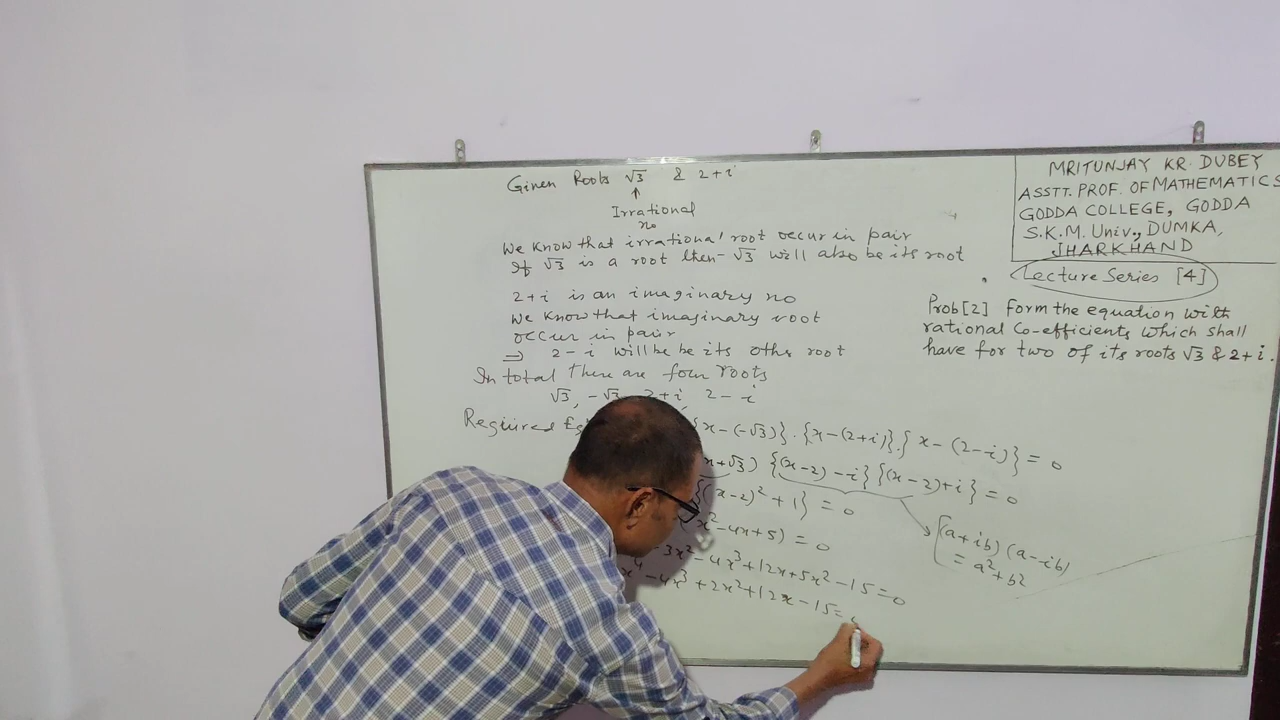 Given Roots √3 & 2+i
↑
Irrational
no
We know that irrational root occur in pair
If √3 is a root then -√3 will also be its root
2+i is an imaginary no
We know that imaginary root
occur in pair
⇒ 2-i will be be its othe root
In total there are four roots
√3, -√3, 2+i, 2-i
Required
{x-(-√3)}.{x-(2+i)}.{x-(2-i)} = 0
x+√3) {(x-2)-i}{(x-2)+i} = 0
{(x-2)²+1} = 0
x²-4x+5) = 0
-3x²-4x³+12x+5x²-15=0
-4x³+2x²+12x-15=
[(a+ib)(a-ib)
= a²+b²
MRITUNJAY KR. DUBEY
ASSTT. PROF. OF MATHEMATICS
GODDA COLLEGE, GODDA
S.K.M. Univ., DUMKA,
JHARKHAND
Lecture Series [4]
Prob[2] Form the equation with
rational Co-efficients which shall
have for two of its roots √3 & 2+i.